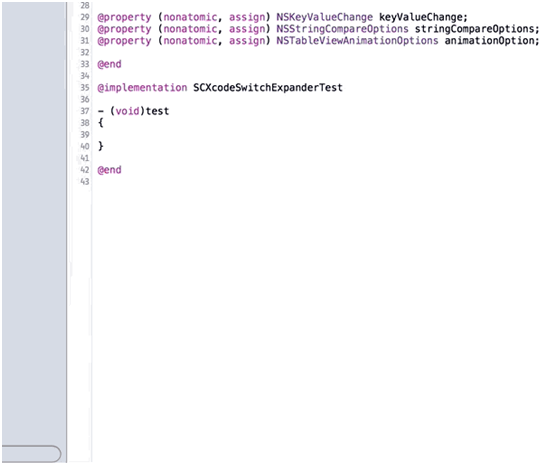 28
29 @property (nonatomic, assign) NSKeyValueChange keyValueChange;
30 @property (nonatomic, assign) NSStringCompareOptions stringCompareOptions;
31 @property (nonatomic, assign) NSTableViewAnimationOptions animationOption;
32
33 @end
34
35 @implementation SCXcodeSwitchExpanderTest
36
37 - (void)test
38 {
39
40 }
41
42 @end
43